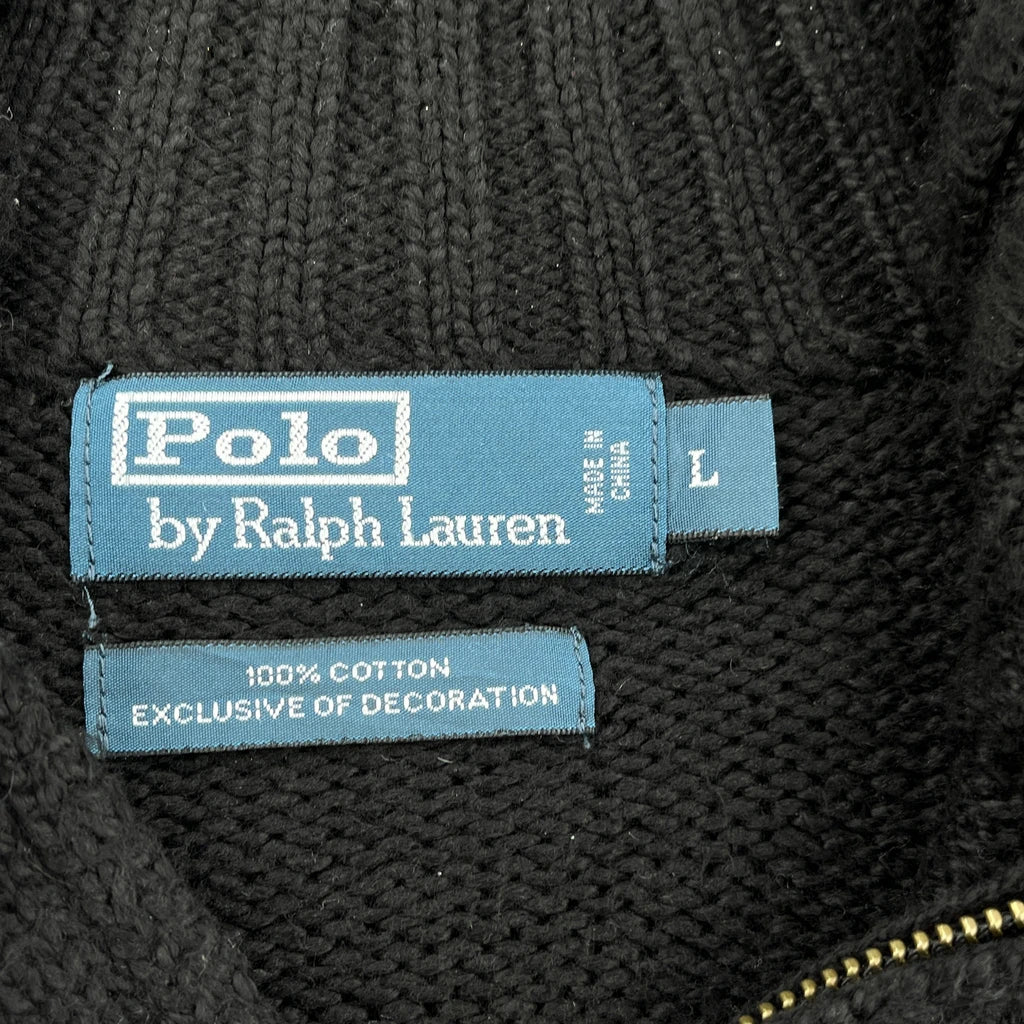 Polo
by Ralph Lauren
MADE IN
CHINA
L
100% COTTON
EXCLUSIVE OF DECORATION